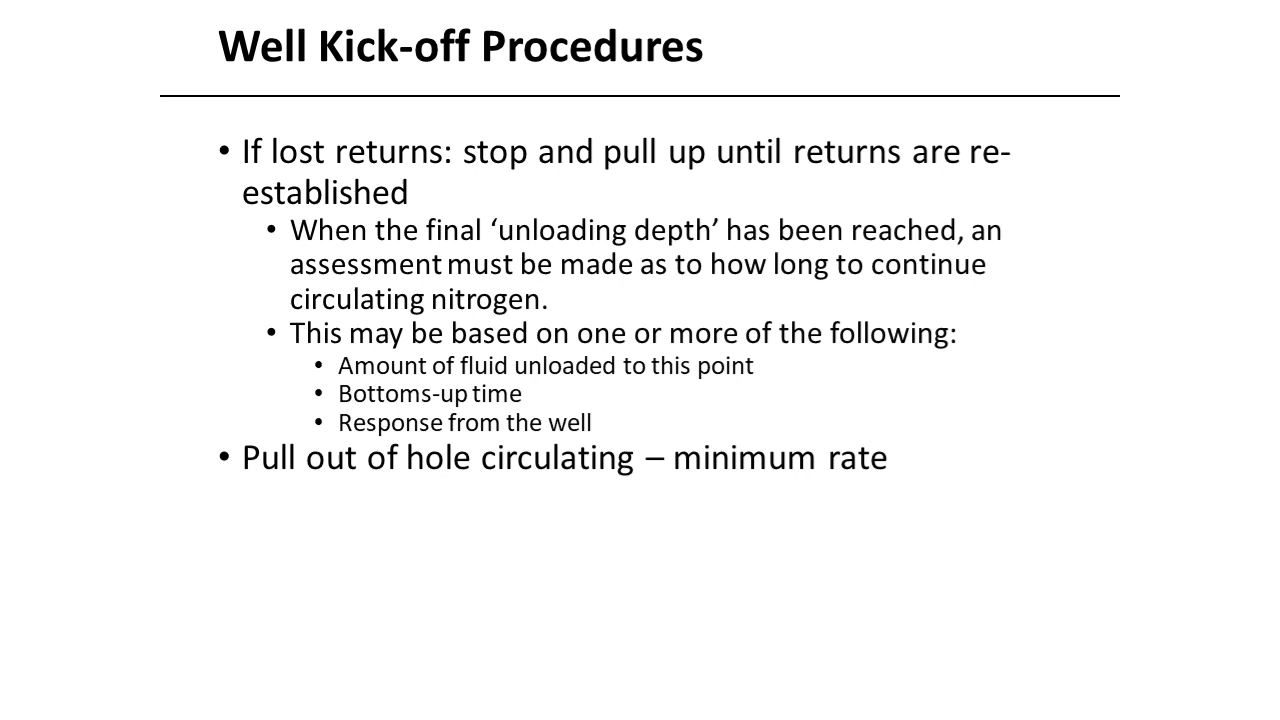 Well Kick-off Procedures
• If lost returns: stop and pull up until returns are re-
established
• When the final ‘unloading depth’ has been reached, an
assessment must be made as to how long to continue
circulating nitrogen.
• This may be based on one or more of the following:
• Amount of fluid unloaded to this point
• Bottoms-up time
• Response from the well
• Pull out of hole circulating – minimum rate